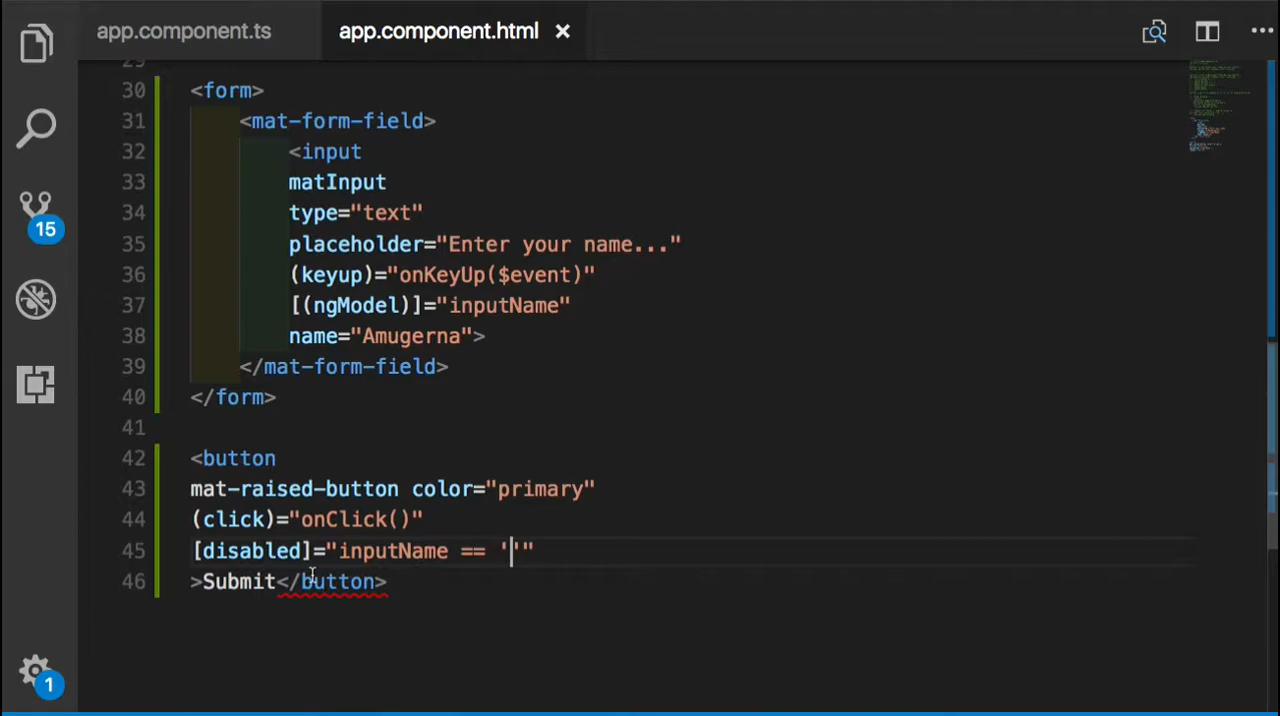 app.component.ts
app.component.html
29
30 <form>
31 <mat-form-field>
32 <input
33 matInput
34 type="text"
35 placeholder="Enter your name..."
36 (keyup)="onKeyUp($event)"
37 [(ngModel)]="inputName"
38 name="Amugerna">
39 </mat-form-field>
40 </form>
41
42 <button
43 mat-raised-button color="primary"
44 (click)="onClick()"
45 [disabled]="inputName == ''"
46 >Submit</button>
15
1